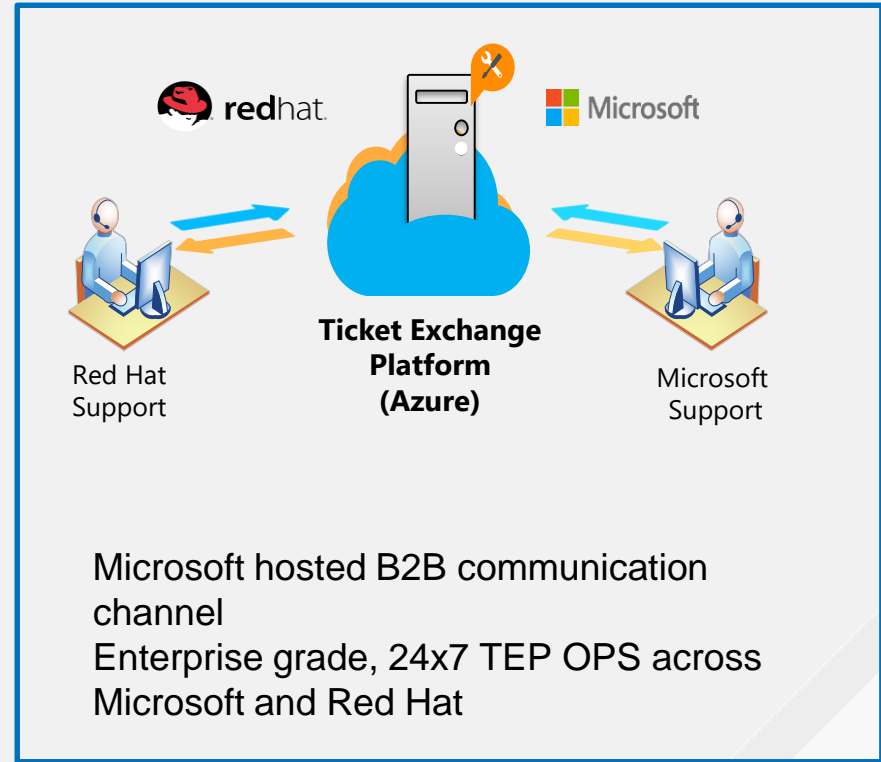 redhat.
Microsoft
Ticket Exchange
Platform
(Azure)
Red Hat
Support
Microsoft
Support
Microsoft hosted B2B communication
channel
Enterprise grade, 24x7 TEP OPS across
Microsoft and Red Hat